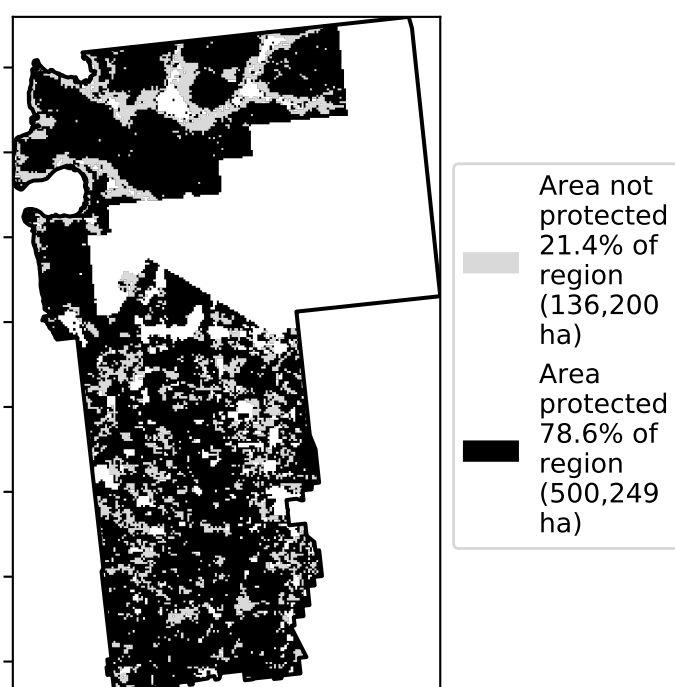 Area not
protected
21.4% of
region
(136,200
ha)
Area
protected
78.6% of
region
(500,249
ha)